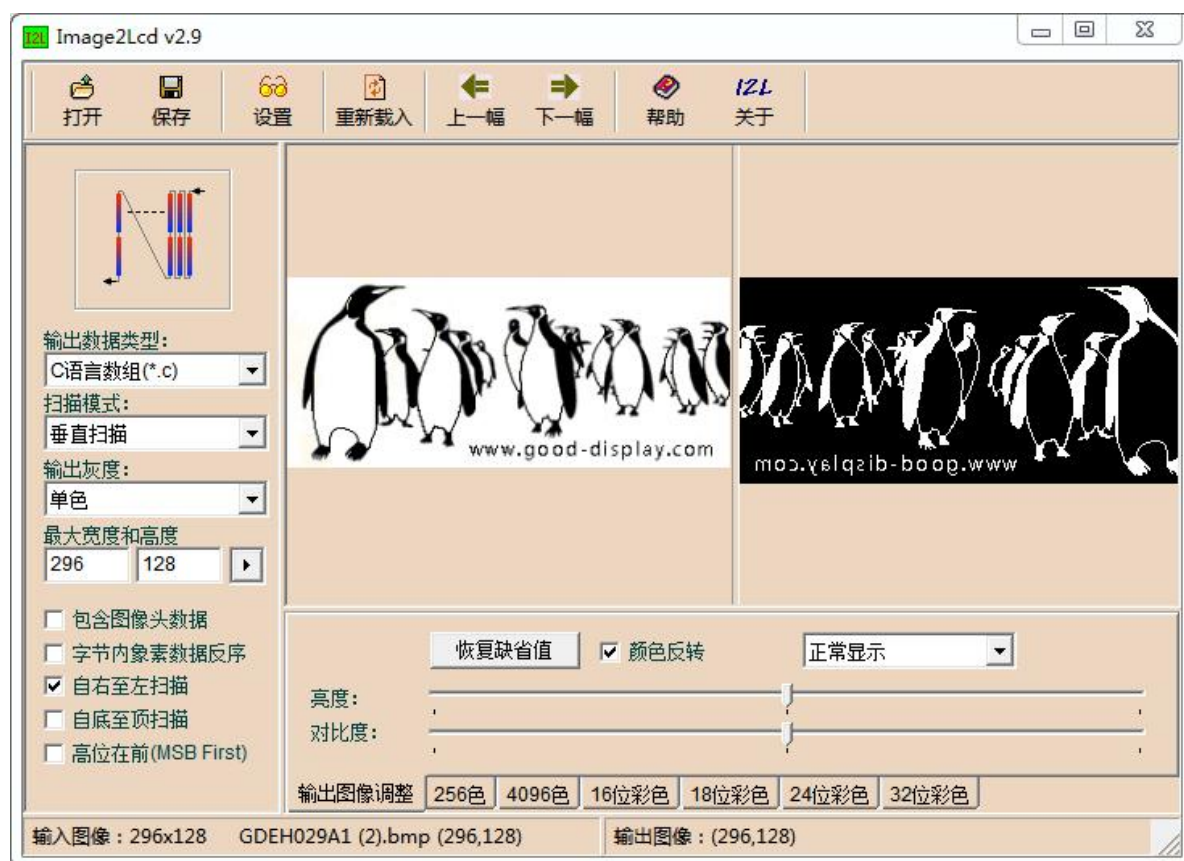 I2L Image2Lcd v2.9
打开 保存 设置 重新载入 上一幅 下一幅 帮助 I2L 关于
输出数据类型:
C语言数组(*.c)
扫描模式:
垂直扫描
输出灰度:
单色
最大宽度和高度
296 128
包含图像头数据
字节内象素数据反序
自右至左扫描
自底至顶扫描
高位在前(MSB First)
www.good-display.com
www.good-display.com
恢复缺省值 颜色反转 正常显示
亮度:
对比度:
输出图像调整 256色 4096色 16位彩色 18位彩色 24位彩色 32位彩色
输入图像:296x128 GDEH029A1 (2).bmp (296,128) 输出图像:(296,128)